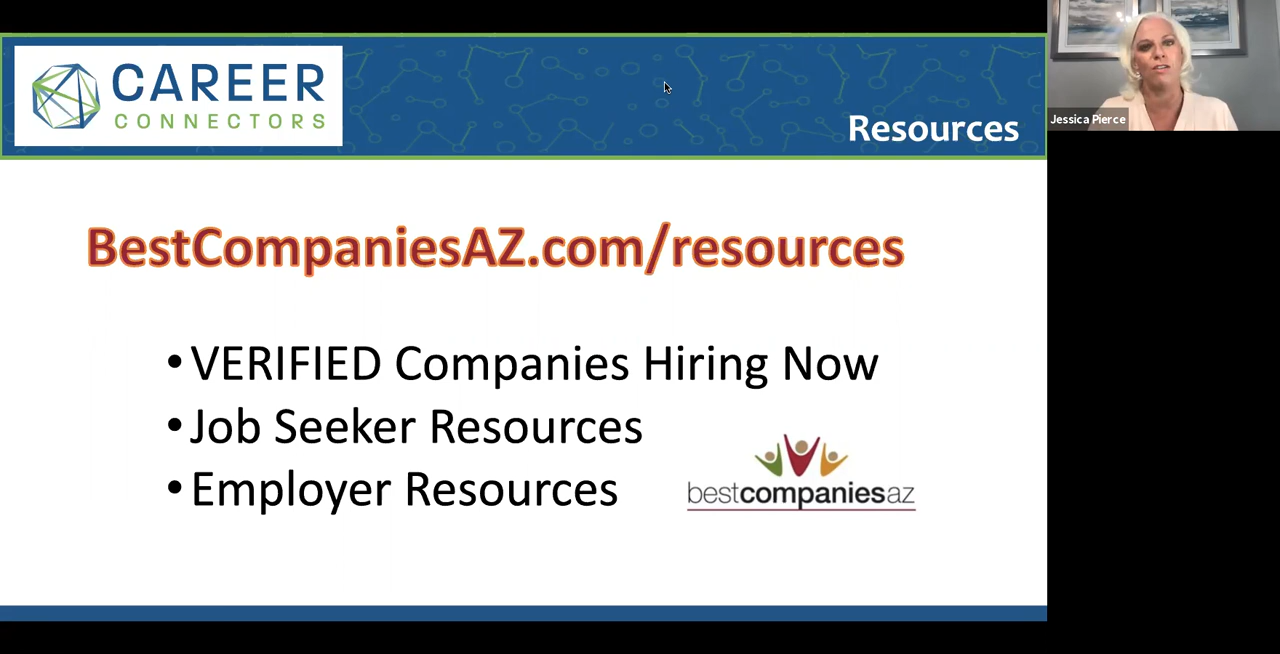 CAREER
CONNECTORS
Resources
Jessica Pierce
BestCompaniesAZ.com/resources
• VERIFIED Companies Hiring Now
• Job Seeker Resources
• Employer Resources
bestcompaniesaz